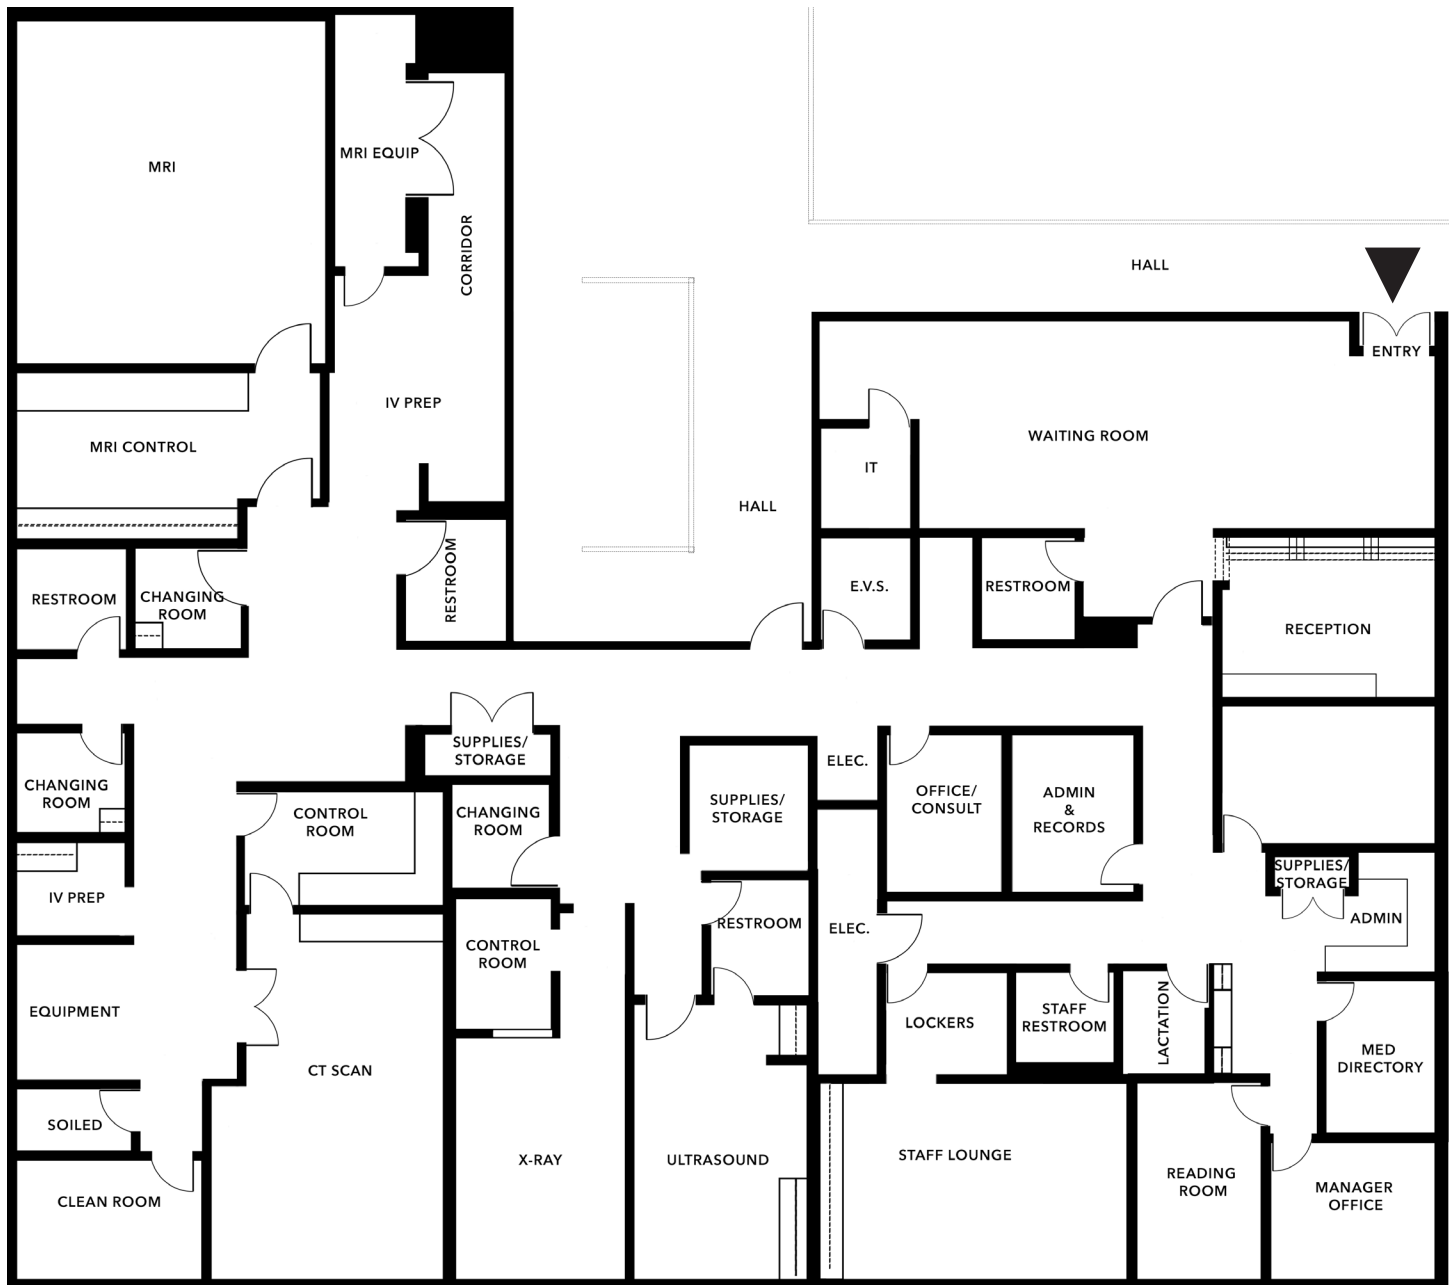 MRI
MRI EQUIP
CORRIDOR
HALL
ENTRY
IV PREP
WAITING ROOM
MRI CONTROL
IT
HALL
RESTROOM
CHANGING
ROOM
RESTROOM
E.V.S.
RESTROOM
RECEPTION
SUPPLIES/
STORAGE
ELEC.
CHANGING
ROOM
CONTROL
ROOM
CHANGING
ROOM
SUPPLIES/
STORAGE
OFFICE/
CONSULT
ADMIN
&
RECORDS
SUPPLIES/
STORAGE
IV PREP
CONTROL
ROOM
RESTROOM
ELEC.
ADMIN
EQUIPMENT
LOCKERS
STAFF
RESTROOM
LACTATION
MED
DIRECTORY
CT SCAN
SOILED
X-RAY
ULTRASOUND
STAFF LOUNGE
READING
ROOM
MANAGER
OFFICE
CLEAN ROOM